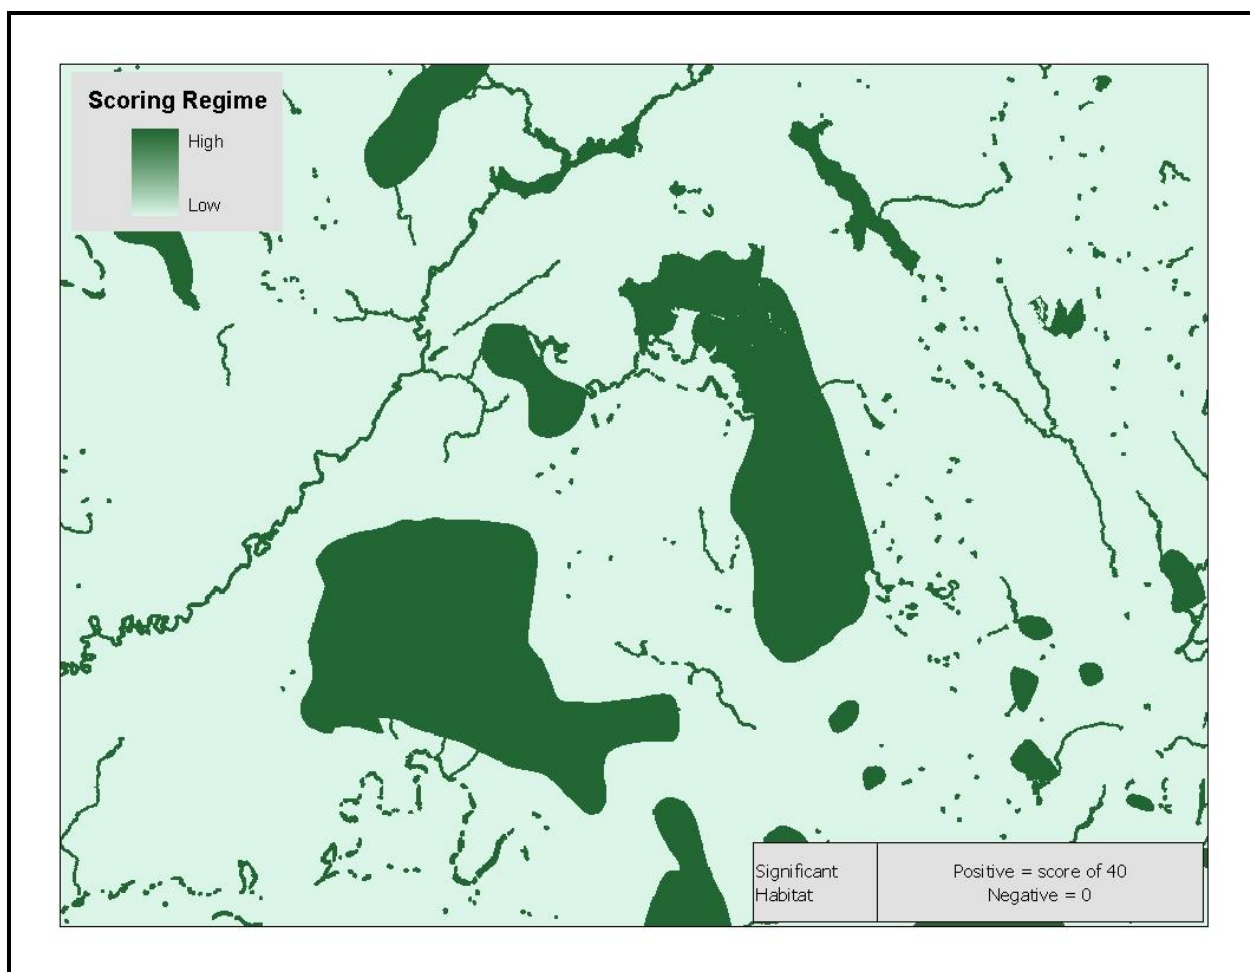 Scoring Regime
High
Low
Significant
Habitat
Positive = score of 40
Negative = 0